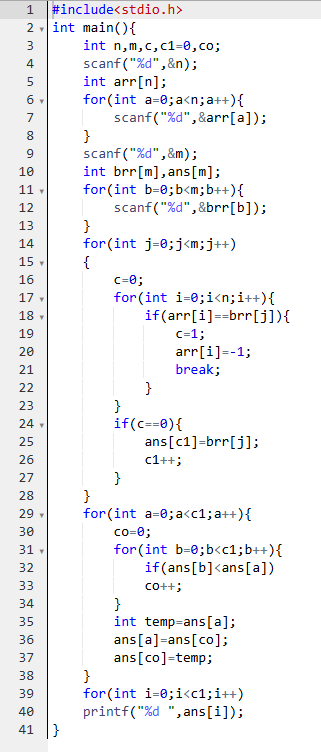 1 #include<stdio.h>
2 int main(){
3     int n,m,c,c1=0,co;
4     scanf("%d",&n);
5     int arr[n];
6     for(int a=0;a<n;a++){
7         scanf("%d",&arr[a]);
8     }
9     scanf("%d",&m);
10     int brr[m],ans[m];
11     for(int b=0;b<m;b++){
12         scanf("%d",&brr[b]);
13     }
14     for(int j=0;j<m;j++)
15     {
16         c=0;
17         for(int i=0;i<n;i++){
18             if(arr[i]==brr[j]){
19                 c=1;
20                 arr[i]=-1;
21                 break;
22             }
23         }
24         if(c==0){
25             ans[c1]=brr[j];
26             c1++;
27         }
28     }
29     for(int a=0;a<c1;a++){
30         co=0;
31         for(int b=0;b<c1;b++){
32             if(ans[b]<ans[a])
33             co++;
34         }
35         int temp=ans[a];
36         ans[a]=ans[co];
37         ans[co]=temp;
38     }
39     for(int i=0;i<c1;i++)
40     printf("%d ",ans[i]);
41 }